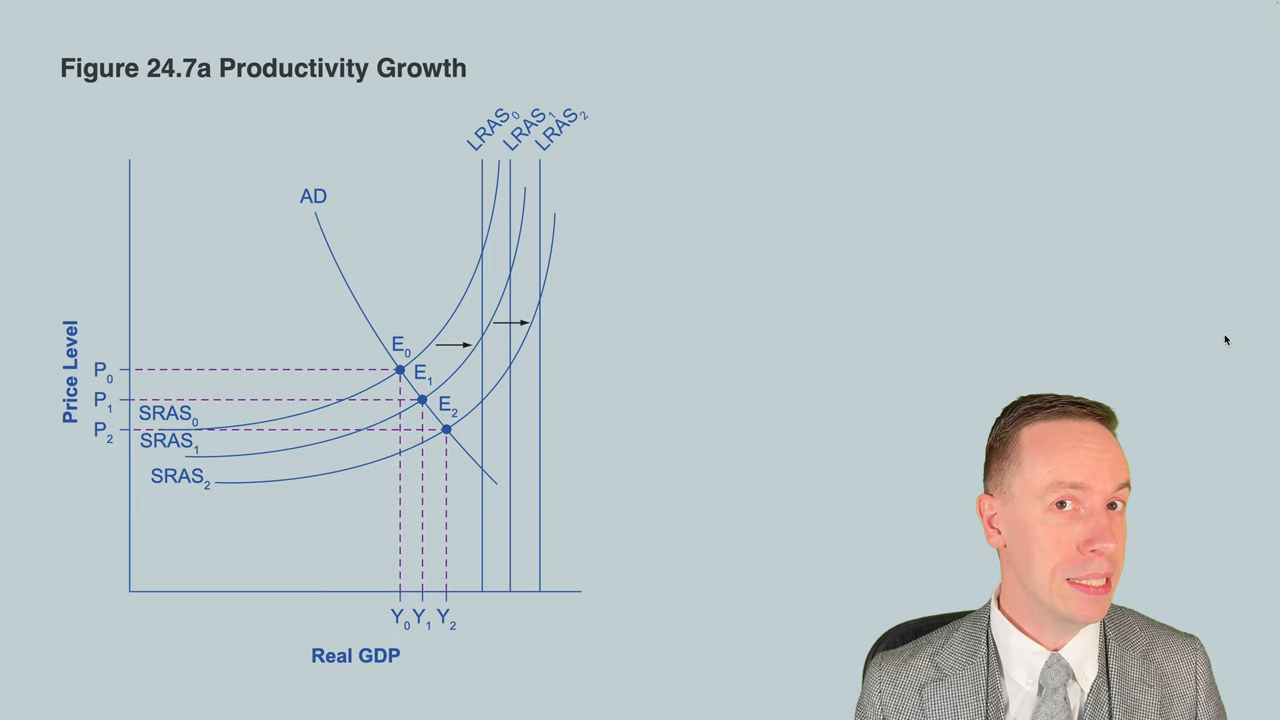 Figure 24.7a Productivity Growth
LRAS₀ LRAS₁ LRAS₂
AD
E₀
P₀
E₁
P₁
E₂
SRAS₀
P₂
SRAS₁
SRAS₂
Price Level
Y₀ Y₁ Y₂
Real GDP